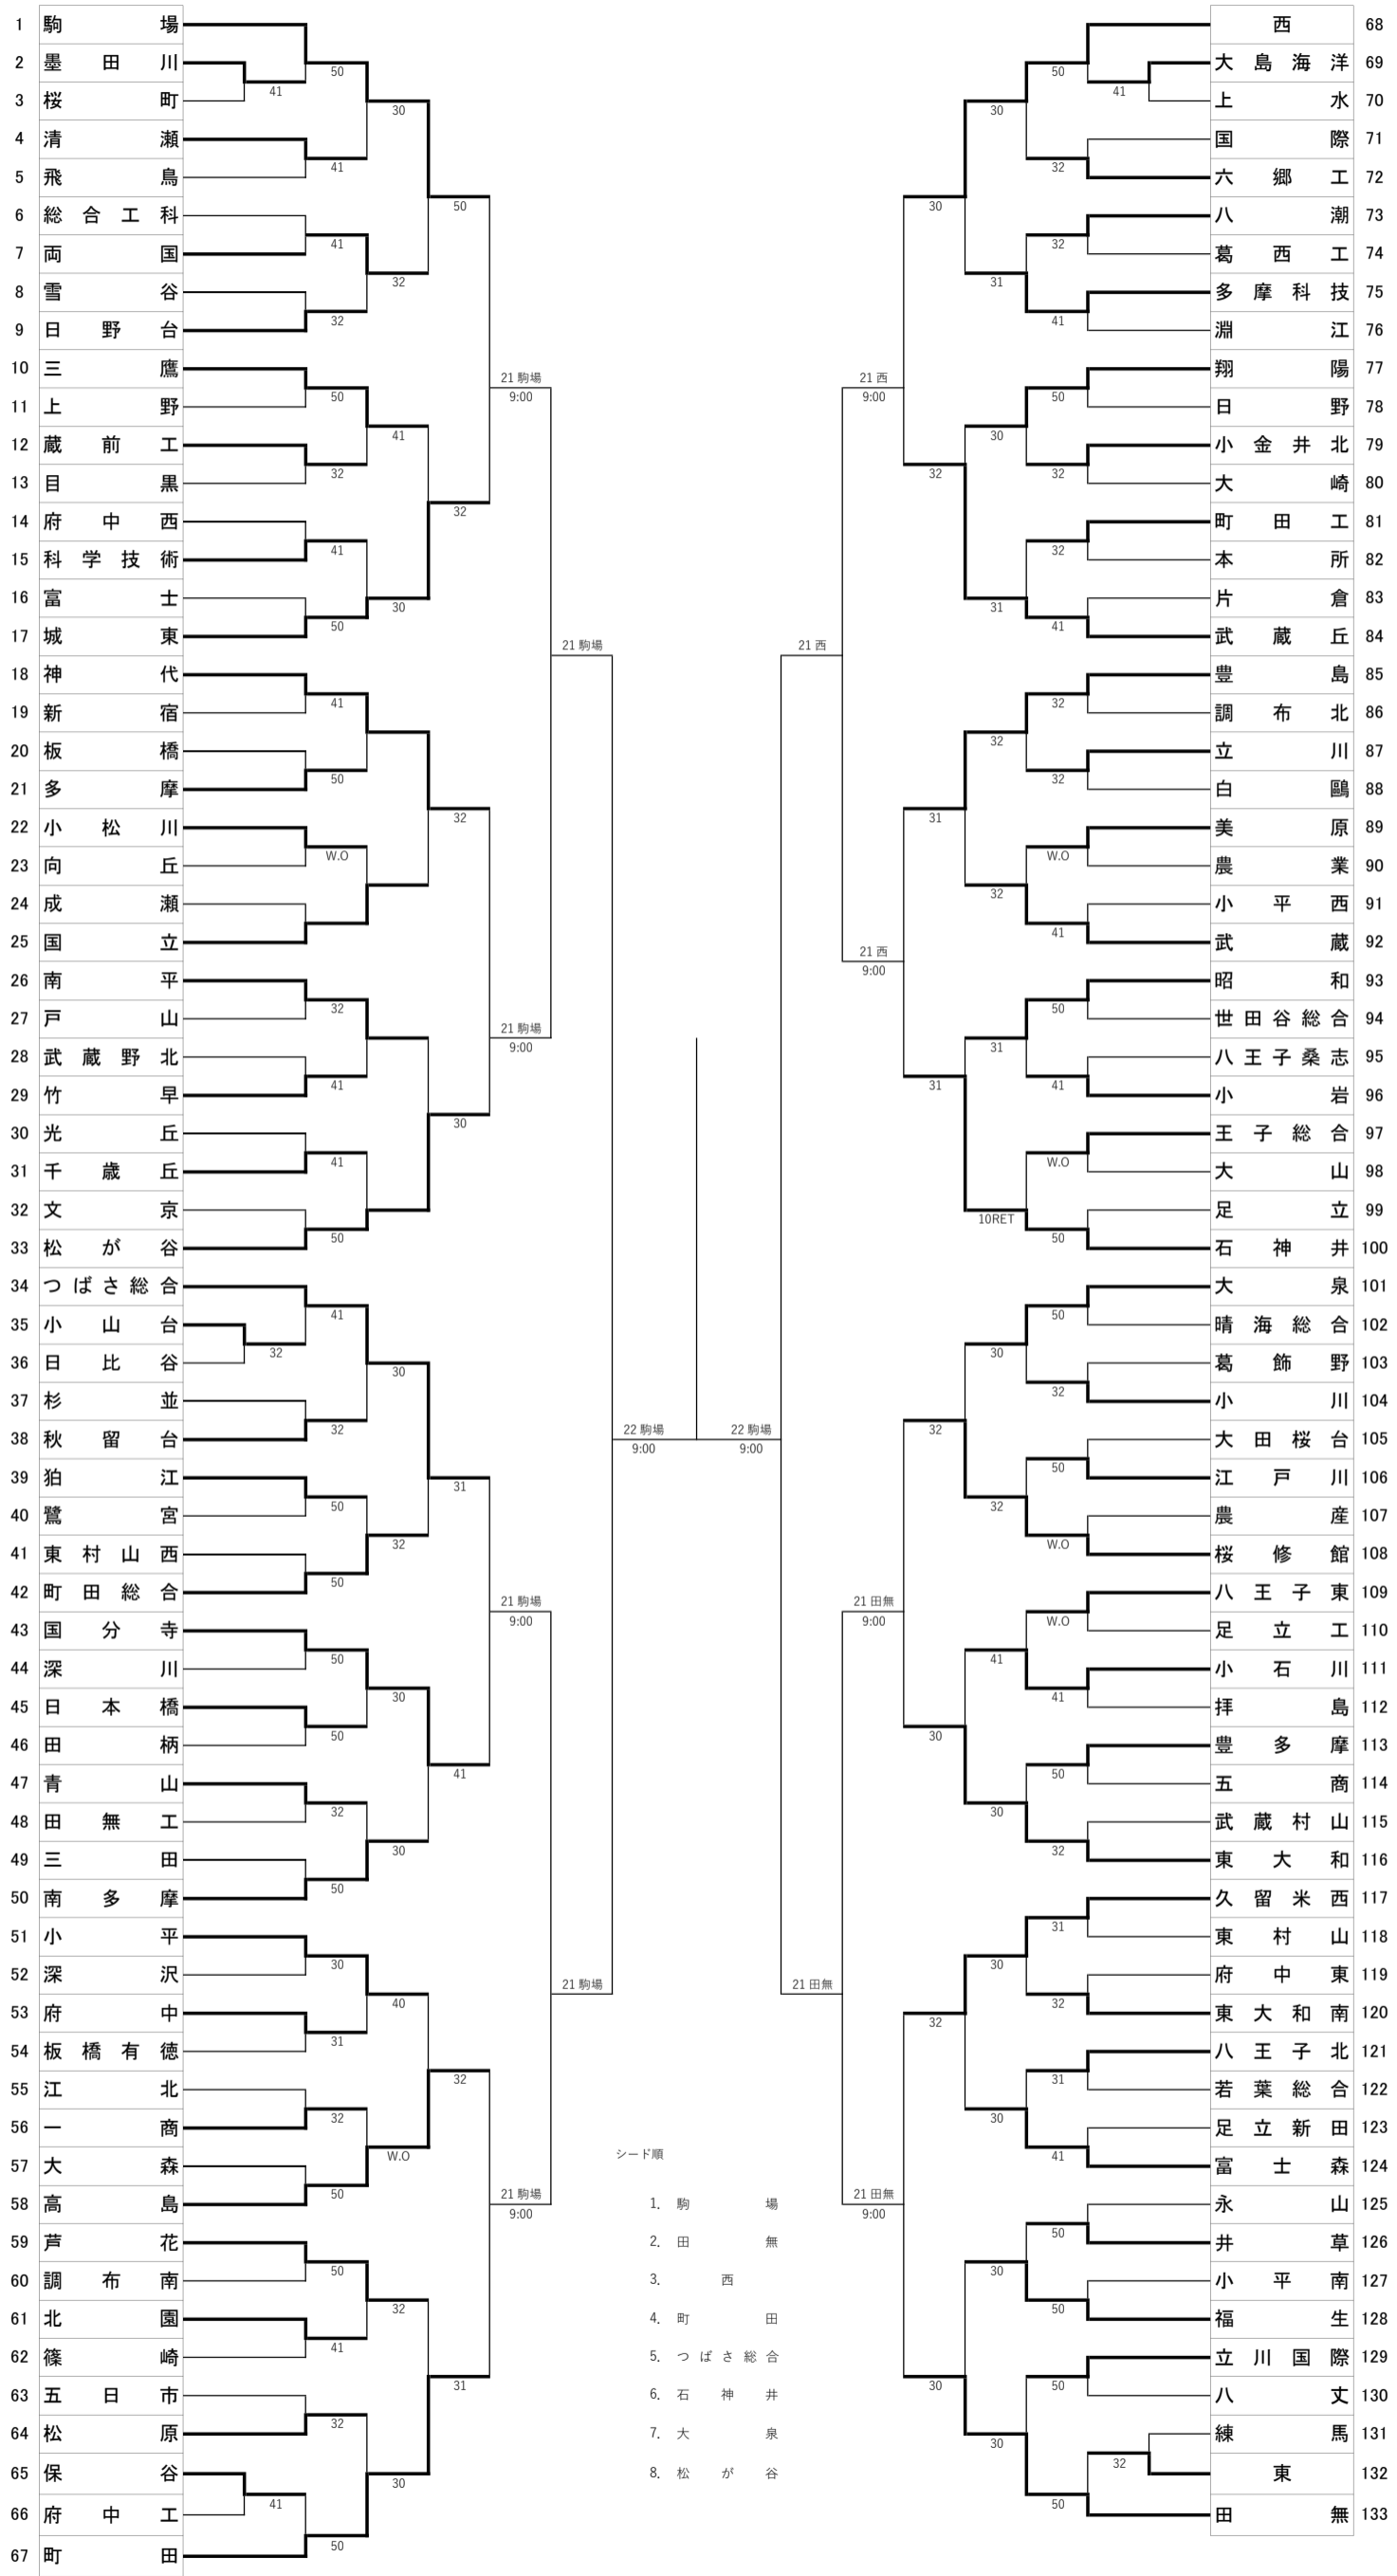 1 駒場
2 墨田川
3 桜町
4 清瀬
5 飛鳥
6 総合工科
7 両国
8 雪谷
9 日野台
10 三鷹
11 上野
12 蔵前工
13 目黒
14 府中西
15 科学技術
16 富士
17 城東
18 神代
19 新宿
20 板橋
21 多摩
22 小松川
23 向丘
24 成瀬
25 国立
26 南平
27 戸山
28 武蔵野北
29 竹早
30 光丘
31 千歳丘
32 文京
33 松が谷
34 つばさ総合
35 小山台
36 日比谷
37 杉並
38 秋留台
39 狛江
40 鷺宮
41 東村山西
42 町田総合
43 国分寺
44 深川
45 日本橋
46 田柄
47 青山
48 田無工
49 三田
50 南多摩
51 小平
52 深沢
53 府中
54 板橋有徳
55 江北
56 一商
57 大森
58 高島
59 芦花
60 調布南
61 北園
62 篠崎
63 五日市
64 松原
65 保谷
66 府中工
67 町田
41
32
41
50
41
41
32
50
32
41
50
41
50
W.O
32
41
41
50
41
32
50
50
50
50
32
50
30
31
32
50
50
41
32
50
30
32
41
30
30
32
30
30
40
W.O
32
30
50
32
32
30
31
41
32
31
21 駒場
9:00
21 駒場
9:00
21 駒場
9:00
21 駒場
9:00
21 駒場
21 駒場
22 駒場
9:00
22 駒場
9:00
21 西
21 田無
21 西
9:00
21 西
9:00
21 田無
9:00
21 田無
9:00
30
32
31
31
32
30
32
30
30
31
30
31
32
32
31
10RET
30
32
41
30
30
30
30
30
50
32
32
41
50
32
32
41
32
32
W.O
41
50
41
W.O
50
50
32
50
W.O
W.O
41
50
32
31
32
31
41
50
50
50
50
41
32
西 68
大島海洋 69
上水 70
国際 71
六郷工 72
八潮 73
葛西工 74
多摩科技 75
淵江 76
翔陽 77
日野 78
小金井北 79
大崎 80
町田工 81
本所 82
片倉 83
武蔵丘 84
豊島 85
調布北 86
立川 87
白鷗 88
美原 89
農業 90
小平西 91
武蔵 92
昭和 93
世田谷総合 94
八王子桑志 95
小岩 96
王子総合 97
大山 98
足立 99
石神井 100
大泉 101
晴海総合 102
葛飾野 103
小川 104
大田桜台 105
江戸川 106
農産 107
桜修館 108
八王子東 109
足立工 110
小石川 111
拝島 112
豊多摩 113
五商 114
武蔵村山 115
東大和 116
久留米西 117
東村山 118
府中東 119
東大和南 120
八王子北 121
若葉総合 122
足立新田 123
富士森 124
永山 125
井草 126
小平南 127
福生 128
立川国際 129
八丈 130
練馬 131
東 132
田無 133
シード順
1. 駒場
2. 田無
3. 西
4. 町田
5. つばさ総合
6. 石神井
7. 大泉
8. 松が谷